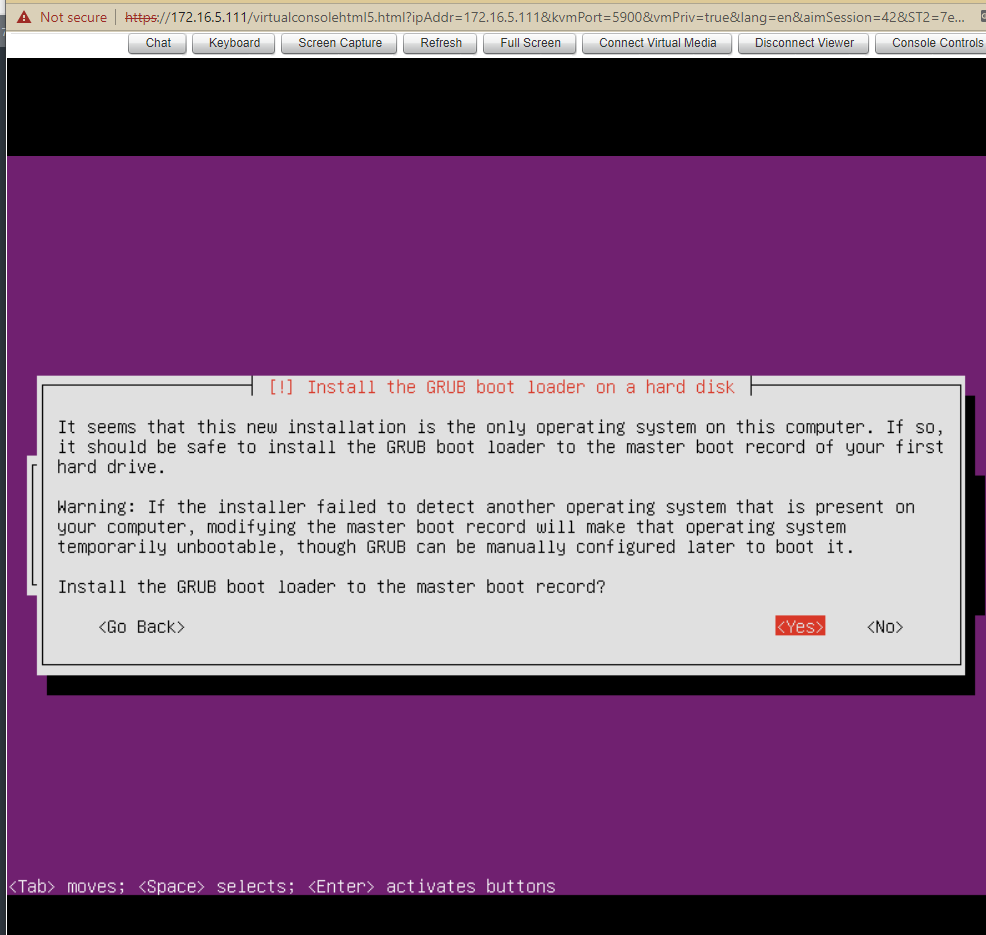 Not secure | https://172.16.5.111/virtualconsolehtml5.html?ipAddr=172.16.5.111&kvmPort=5900&vmPriv=true&lang=en&aimSession=42&ST2=7e...
Chat Keyboard Screen Capture Refresh Full Screen Connect Virtual Media Disconnect Viewer Console Controls
[!] Install the GRUB boot loader on a hard disk
It seems that this new installation is the only operating system on this computer. If so,
it should be safe to install the GRUB boot loader to the master boot record of your first
hard drive.
Warning: If the installer failed to detect another operating system that is present on
your computer, modifying the master boot record will make that operating system
temporarily unbootable, though GRUB can be manually configured later to boot it.
Install the GRUB boot loader to the master boot record?
<Go Back> <Yes> <No>
<Tab> moves; <Space> selects; <Enter> activates buttons